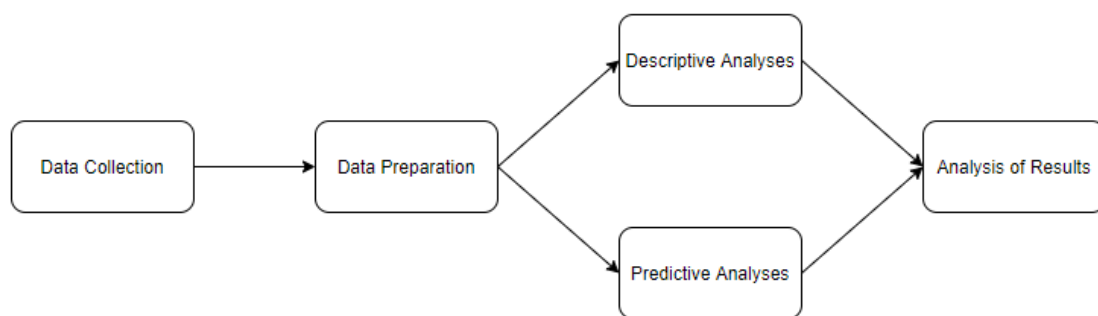 Data Collection
Data Preparation
Descriptive Analyses
Predictive Analyses
Analysis of Results